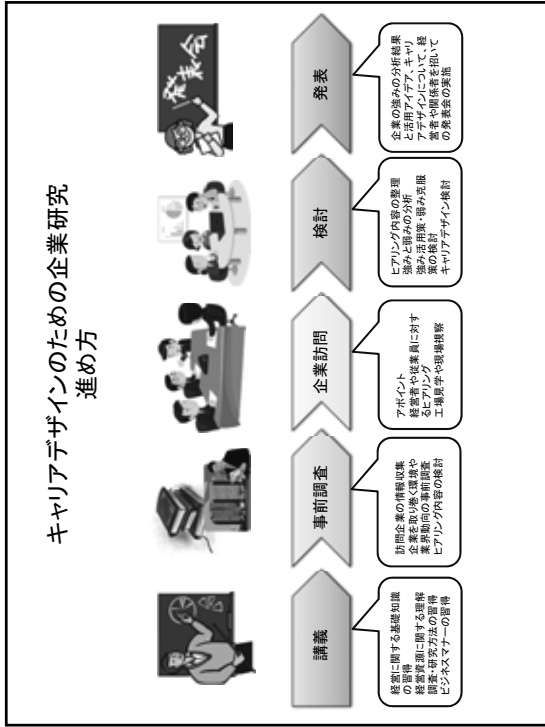 キャリアデザインのための企業研究
進め方
発表会
講義
事前調査
企業訪問
検討
発表
経営に関する基礎知識
の習得
経営資源に関する理解
調査・研究方法の習得
ビジネスマナーの習得
訪問企業の情報収集
企業を取り巻く環境や
業界動向の事前調査
ヒアリング内容の検討
アポイント
経営者や従業員に対す
るヒアリング
工場見学や現場視察
ヒアリング内容の整理
強みと弱みの分析
強み活用策・弱み克服
策の検討
キャリアデザイン検討
企業の強みの分析結果
と活用アイデア、キャリ
アデザインについて、経
営者や関係者を招いて
の発表会の実施